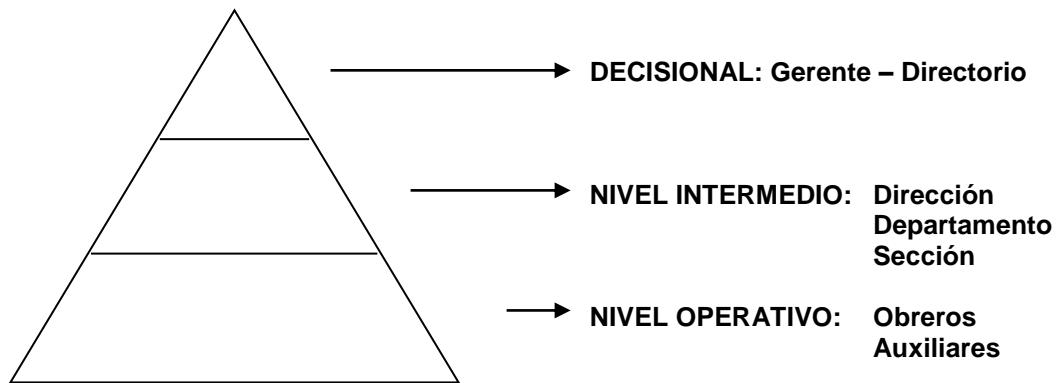 DECISIONAL: Gerente – Directorio
NIVEL INTERMEDIO: Dirección
Departamento
Sección
NIVEL OPERATIVO: Obreros
Auxiliares